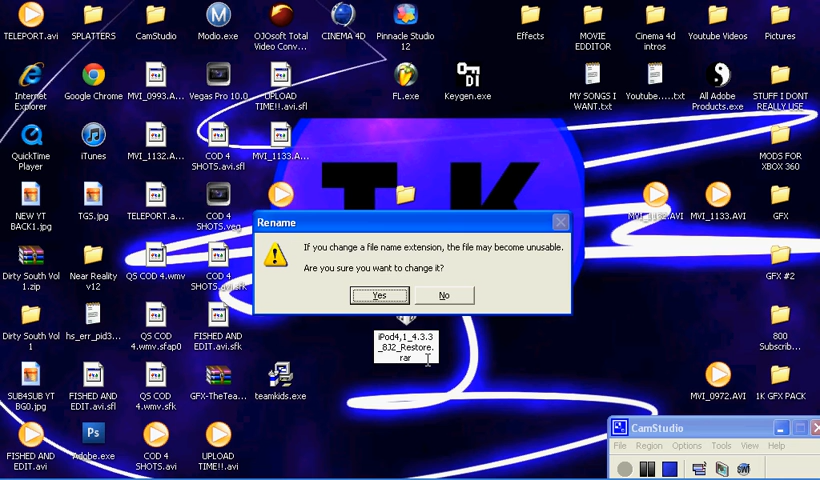 TELEPORT.avi
SPLATTERS
CamStudio
Modio.exe
OJOsoft Total
Video Conv...
CINEMA 4D
Pinnacle Studio
12
Effects
MOVIE
EDDITOR
Cinema 4d
intros
Youtube Videos
Pictures
Internet
Explorer
Google Chrome
MVI_0993.A...
Vegas Pro 10.0
UPLOAD
TIME!!.avi.sfl
FL.exe
Keygen.exe
MY SONGS I
WANT.txt
Youtube.....txt
All Adobe
Products.exe
STUFF I DONT
REALLY USE
QuickTime
Player
iTunes
MVI_1132.A...
COD 4
SHOTS.avi.sfl
MVI_1133.A...
MODS FOR
XBOX 360
NEW YT
BACK1.jpg
TGS.jpg
TELEPORT.a...
COD 4
SHOTS.veg
T K
MVI_1132.AVI
MVI_1133.AVI
GFX
Dirty South Vol
1.zip
Near Reality
v12
QS COD 4.wmv
COD 4
SHOTS.avi.sfk
GFX #2
Rename
If you change a file name extension, the file may become unusable.
Are you sure you want to change it?
Yes
No
Dirty South Vol
1
hs_err_pid3...
QS COD
4.wmv.sfap0
FISHED AND
EDIT.avi.sfk
iPod4,1_4.3.3
_8J2_Restore.
rar
800
Subscrib...
SUB4SUB YT
BG0.jpg
FISHED AND
EDIT.avi.sfl
QS COD
4.wmv.sfk
GFX-TheTea...
teamkids.exe
MVI_0972.AVI
1K GFX PACK
FISHED AND
EDIT.avi
Adobe.exe
COD 4
SHOTS.avi
UPLOAD
TIME!!.avi
CamStudio
File Region Options Tools View Help